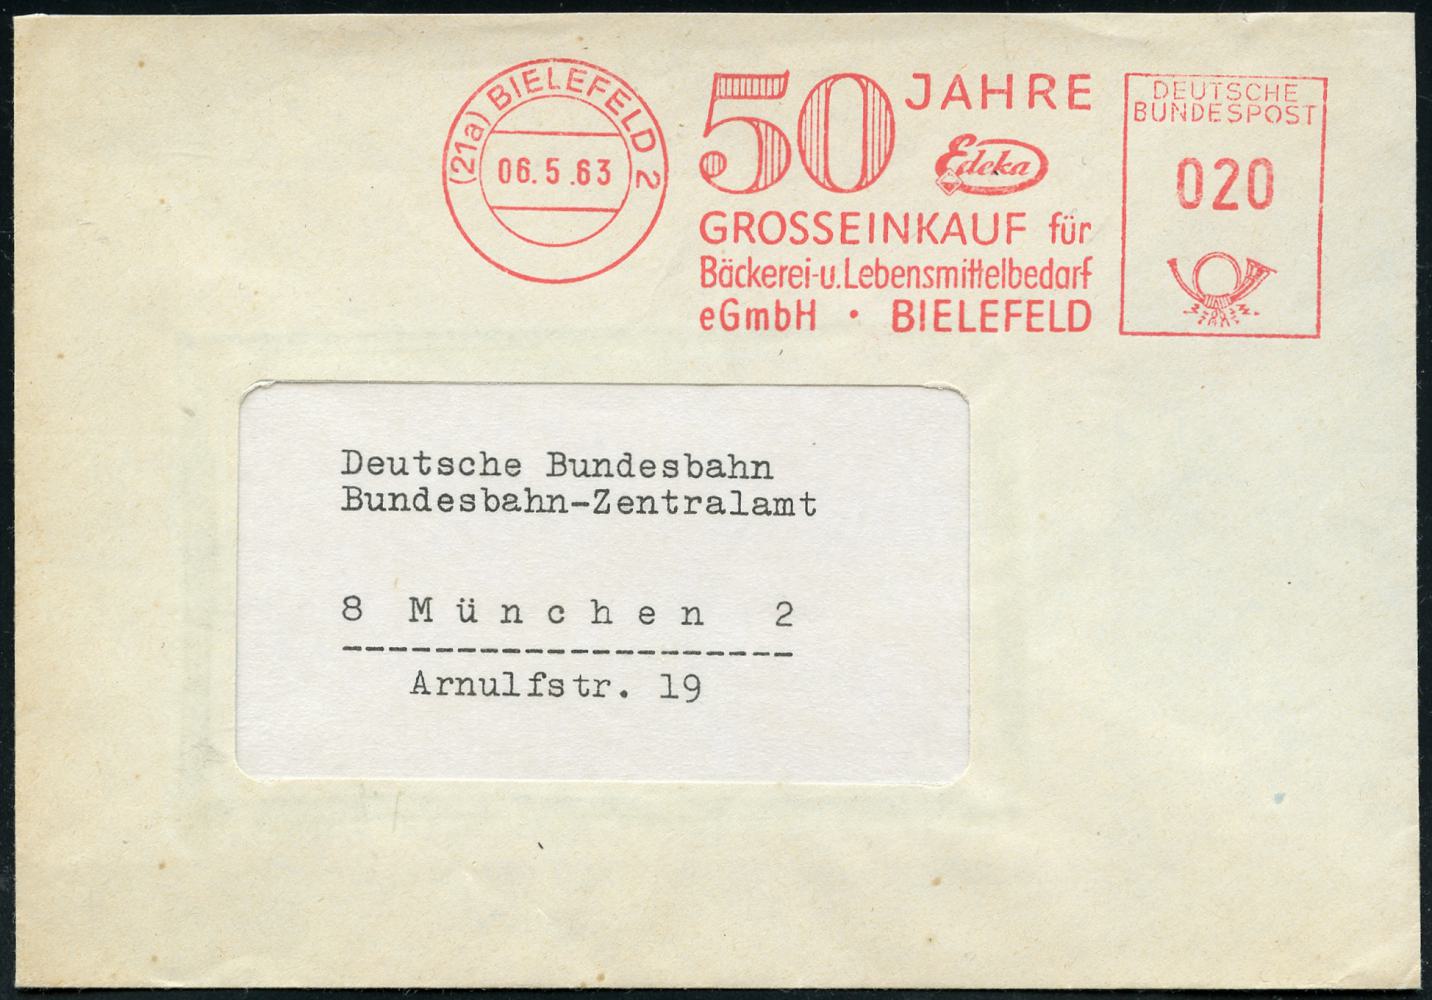 (21a) BIELEFELD 2
06.5.63
50 JAHRE
Edeka
GROSSEINKAUF für
Bäckerei-u.Lebensmittelbedarf
eGmbH · BIELEFELD
DEUTSCHE
BUNDESPOST
020
Deutsche Bundesbahn
Bundesbahn-Zentralamt
8 München 2
--------------------
Arnulfstr. 19